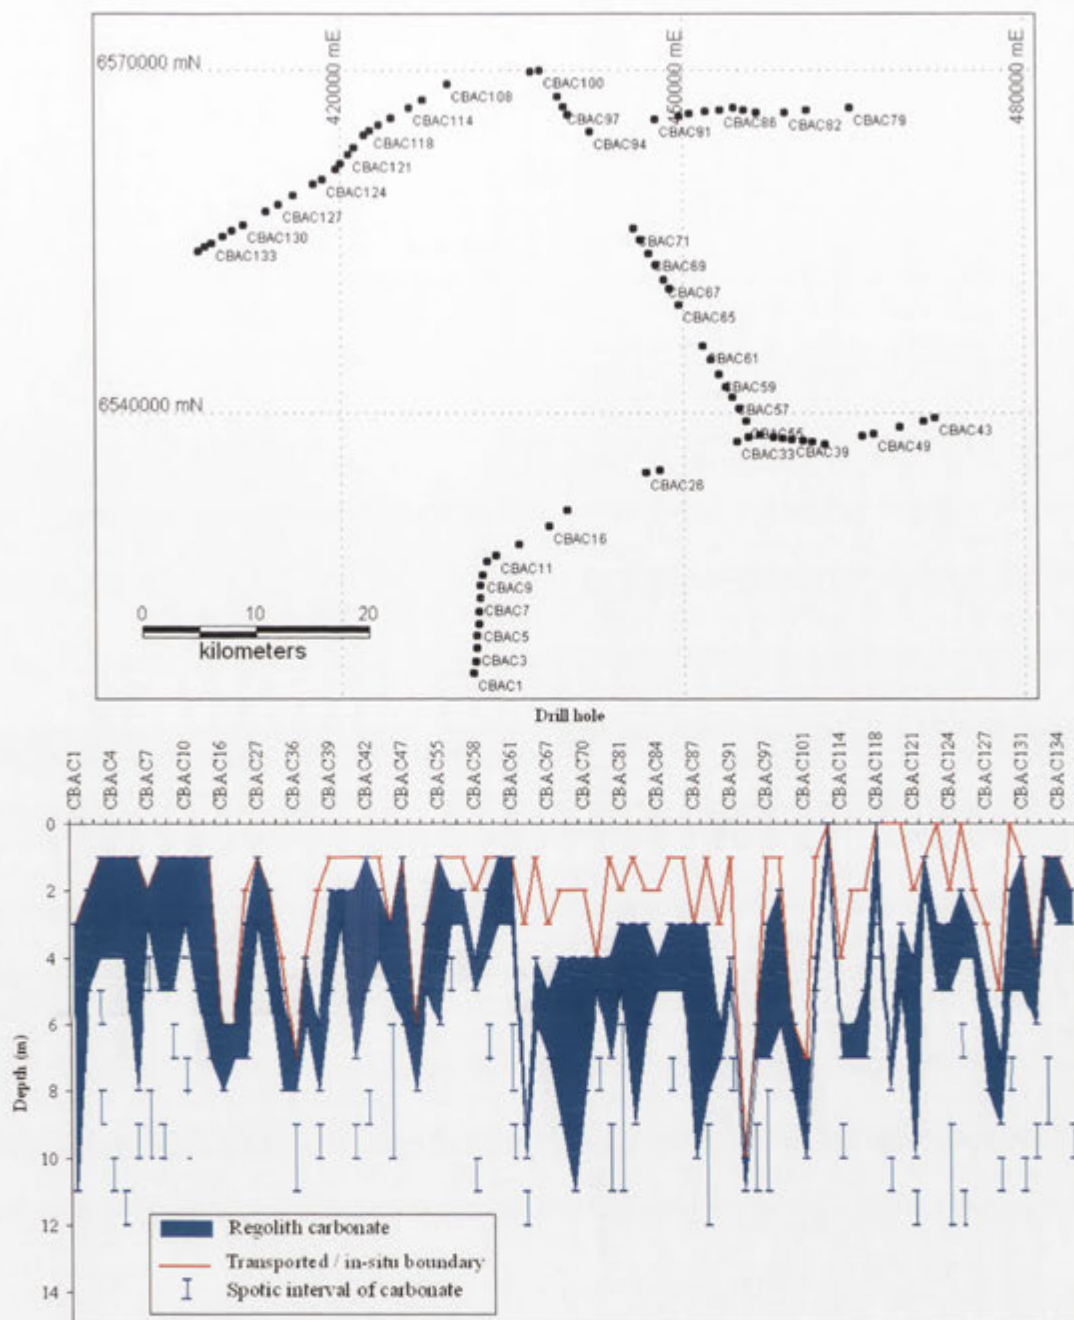 6570000 mN
420000 mE
450000 mE
480000 mE
CBAC100
CBAC108
CBAC114
CBAC97
CBAC91
CBAC86
CBAC82
CBAC79
CBAC118
CBAC94
CBAC121
CBAC124
CBAC127
CBAC130
CBAC133
CBAC71
CBAC69
CBAC67
CBAC65
CBAC61
CBAC59
6540000 mN
CBAC57
CBAC55
CBAC33
CBAC39
CBAC49
CBAC43
CBAC26
CBAC16
CBAC11
CBAC9
CBAC7
CBAC5
CBAC3
CBAC1
0 10 20
kilometers
Drill hole
CBAC1
CBAC4
CBAC7
CBAC10
CBAC16
CBAC27
CBAC36
CBAC39
CBAC42
CBAC47
CBAC55
CBAC58
CBAC61
CBAC67
CBAC70
CBAC81
CBAC84
CBAC87
CBAC91
CBAC97
CBAC101
CBAC114
CBAC118
CBAC121
CBAC124
CBAC127
CBAC131
CBAC134
0
2
4
6
8
10
12
14
Depth (m)
Regolith carbonate
Transported / in-situ boundary
Spotic interval of carbonate